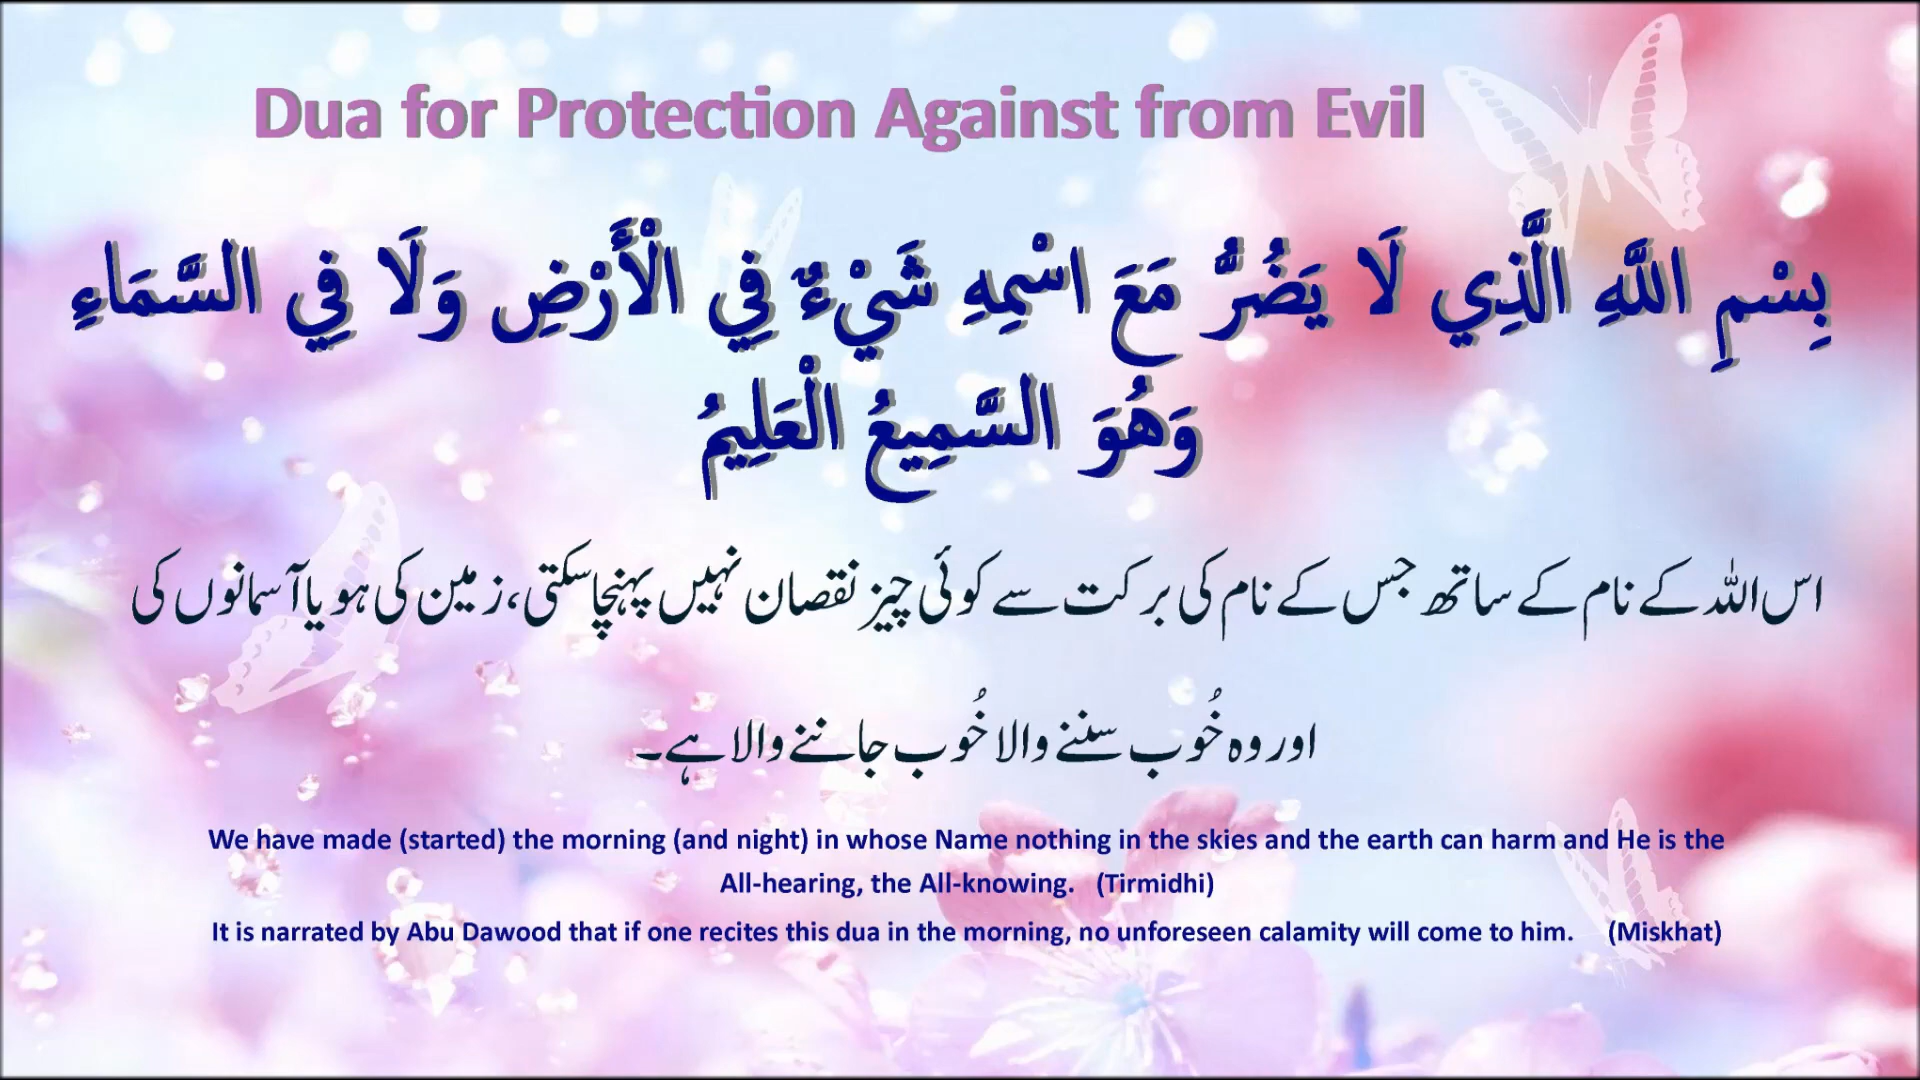 Dua for Protection Against from Evil
بِسْمِ اللَّهِ الَّذِي لَا يَضُرُّ مَعَ اسْمِهِ شَيْءٌ فِي الْأَرْضِ وَلَا فِي السَّمَاءِ
وَهُوَ السَّمِيعُ الْعَلِيمُ
اس اللہ کے نام کے ساتھ جس کے نام کی برکت سے کوئی چیز نقصان نہیں پہنچا سکتی، زمین کی ہو یا آسمانوں کی
اور وہ خُوب سننے والا خُوب جاننے والا ہے۔
We have made (started) the morning (and night) in whose Name nothing in the skies and the earth can harm and He is the
All-hearing, the All-knowing. (Tirmidhi)
It is narrated by Abu Dawood that if one recites this dua in the morning, no unforeseen calamity will come to him. (Miskhat)